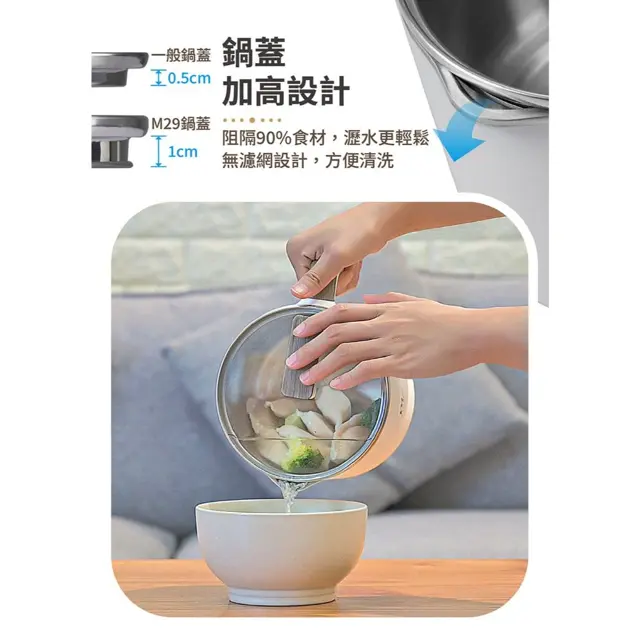 一般鍋蓋
0.5cm
M29鍋蓋
1cm
鍋蓋
加高設計
阻隔90%食材，瀝水更輕鬆
無濾網設計，方便清洗